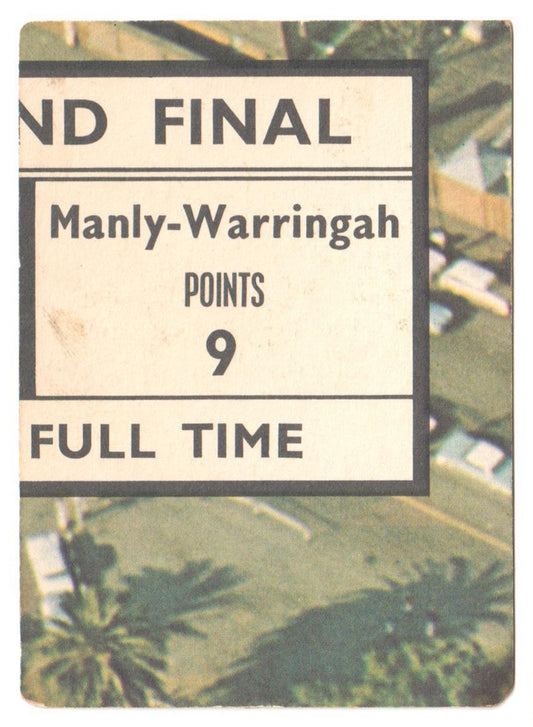 ND FINAL
Manly-Warringah
POINTS
9
FULL TIME